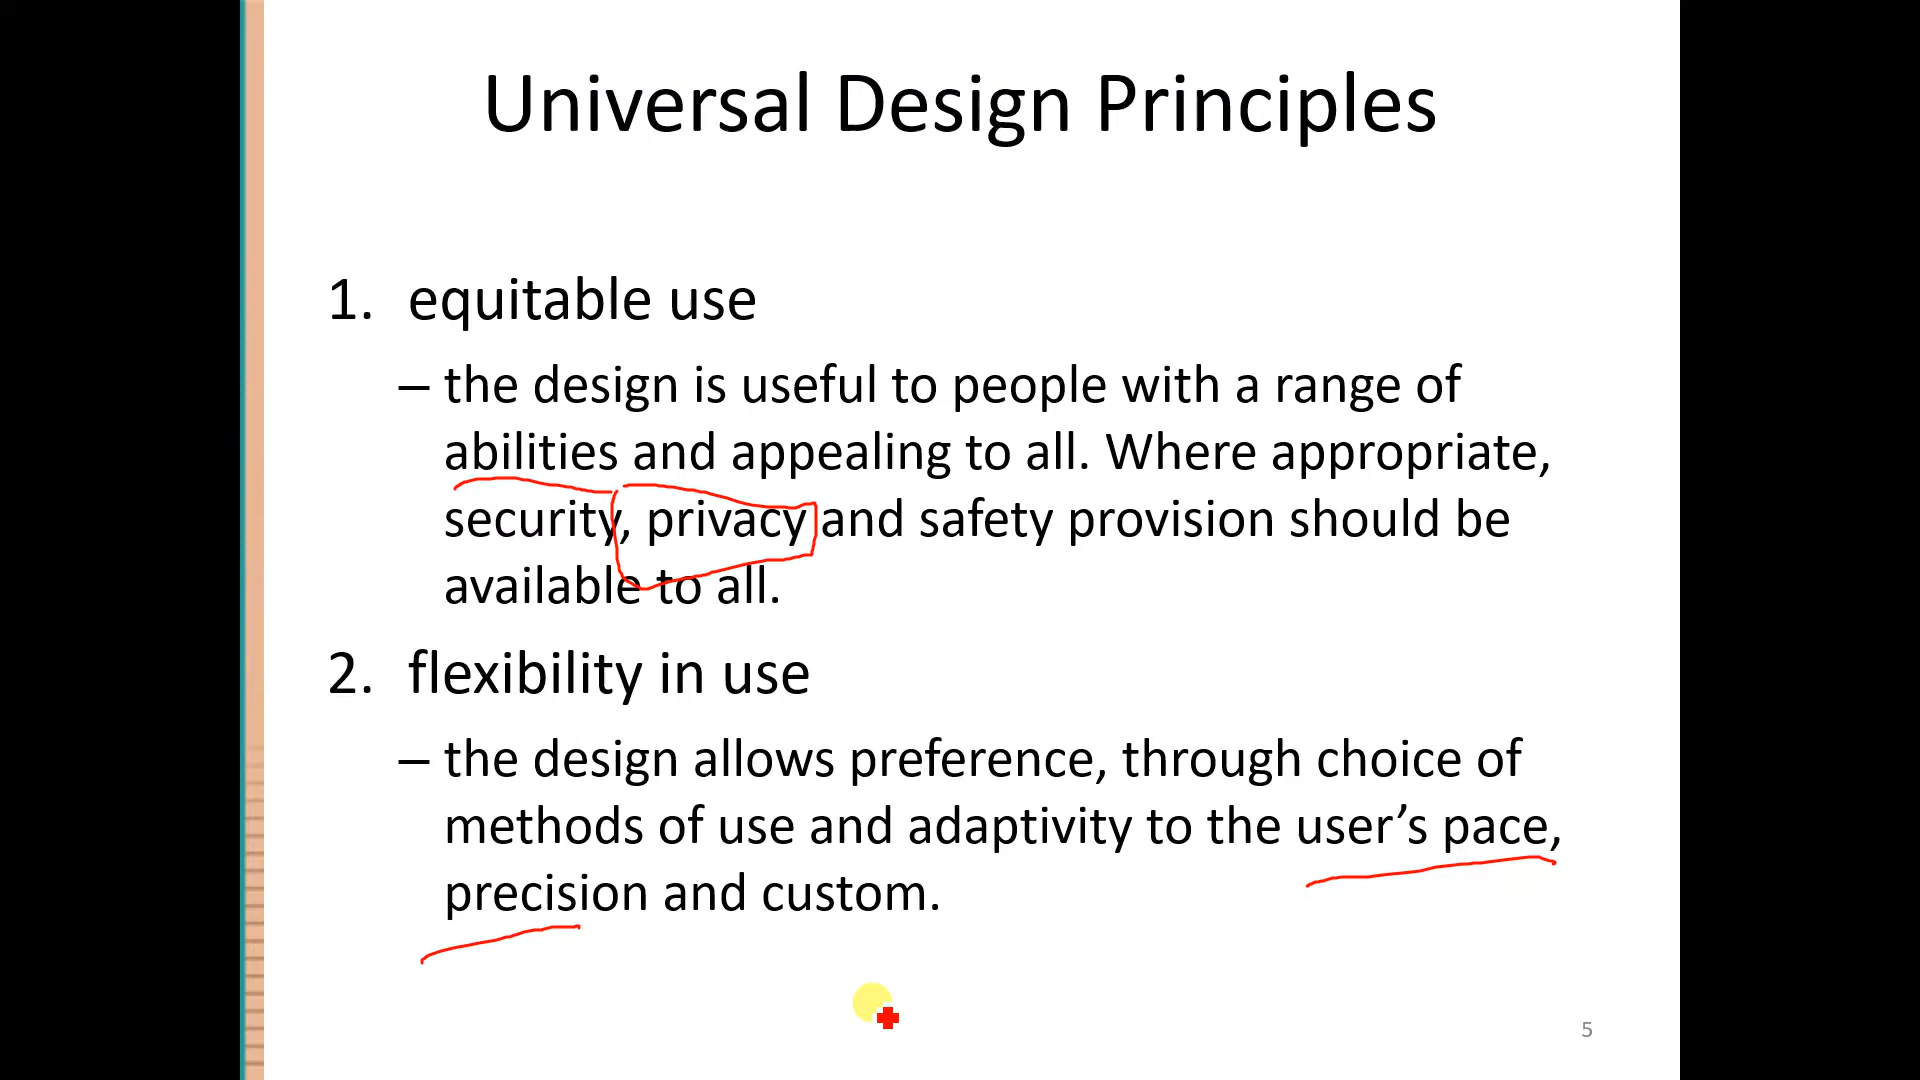 Universal Design Principles
1. equitable use
– the design is useful to people with a range of
abilities and appealing to all. Where appropriate,
security, privacy and safety provision should be
available to all.
2. flexibility in use
– the design allows preference, through choice of
methods of use and adaptivity to the user’s pace,
precision and custom.
5